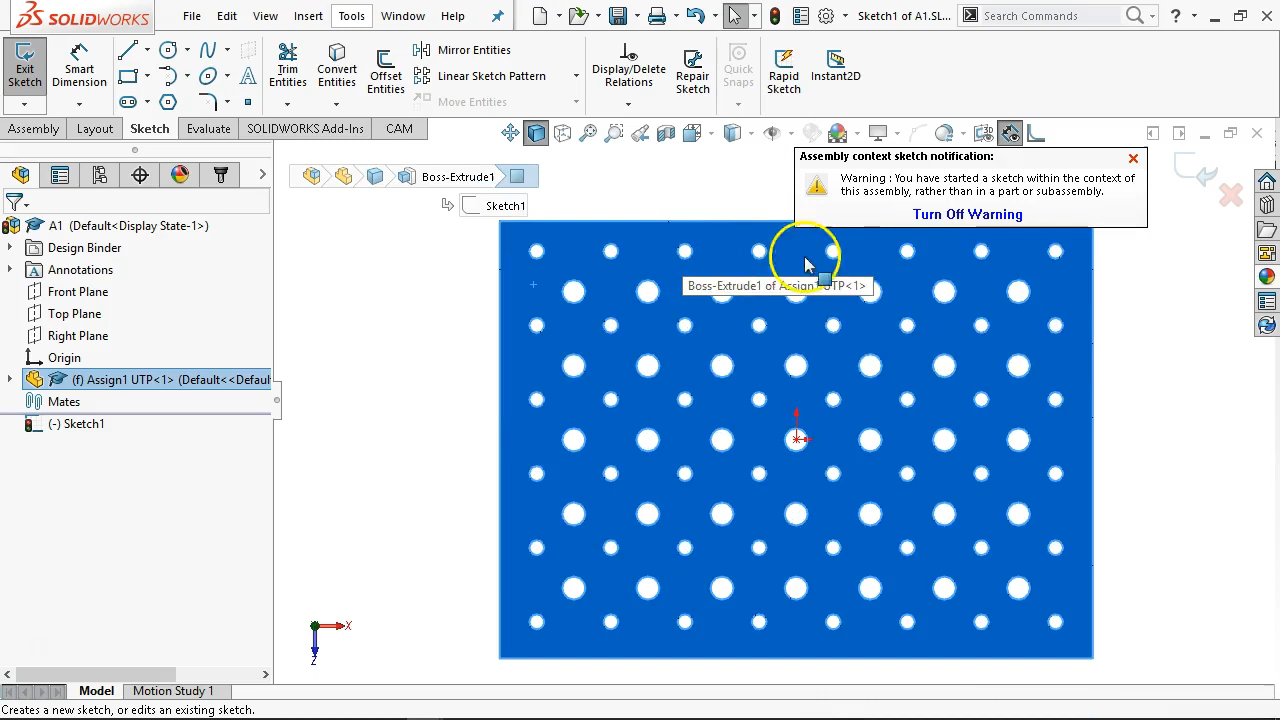 SOLIDWORKS
File Edit View Insert Tools Window Help
Sketch1 of A1.SL...
Search Commands
Exit Sketch
Smart Dimension
Trim Entities
Convert Entities
Offset Entities
Mirror Entities
Linear Sketch Pattern
Move Entities
Display/Delete Relations
Repair Sketch
Quick Snaps
Rapid Sketch
Instant2D
Assembly Layout Sketch Evaluate SOLIDWORKS Add-Ins CAM
Boss-Extrude1
Sketch1
Assembly context sketch notification:
Warning : You have started a sketch within the context of
this assembly, rather than in a part or subassembly.
Turn Off Warning
A1 (Default<Display State-1>)
Design Binder
Annotations
Front Plane
Top Plane
Right Plane
Origin
(f) Assign1 UTP<1> (Default<<Defaul
Mates
(-) Sketch1
Boss-Extrude1 of Assign1 UTP<1>
X
Z
Model Motion Study 1
Creates a new sketch, or edits an existing sketch.